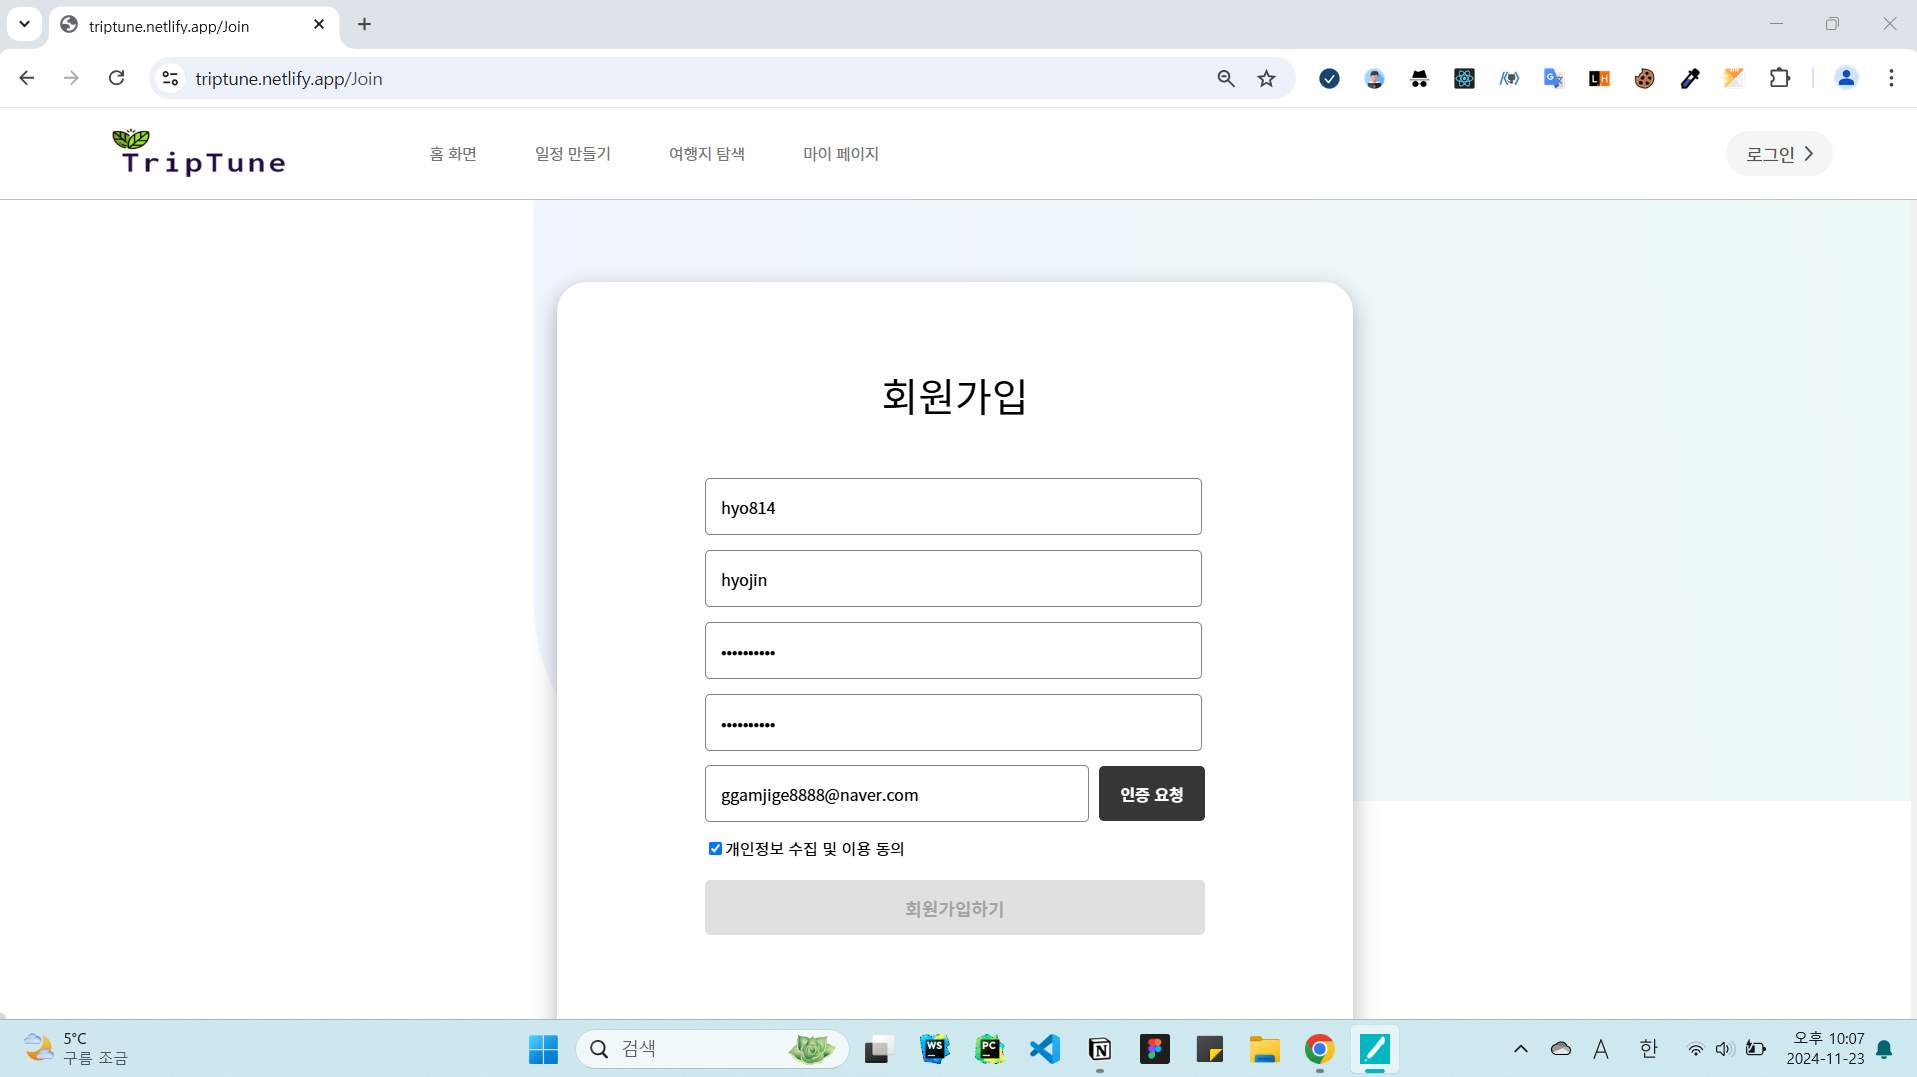 triptune.netlify.app/Join
triptune.netlify.app/Join
TripTune
홈 화면
일정 만들기
여행지 탐색
마이 페이지
로그인
회원가입
hyo814
hyojin
••••••••••
••••••••••
ggamjige8888@naver.com
인증 요청
개인정보 수집 및 이용 동의
회원가입하기
5°C
구름 조금
검색
WS
PC
A
한
오후 10:07
2024-11-23